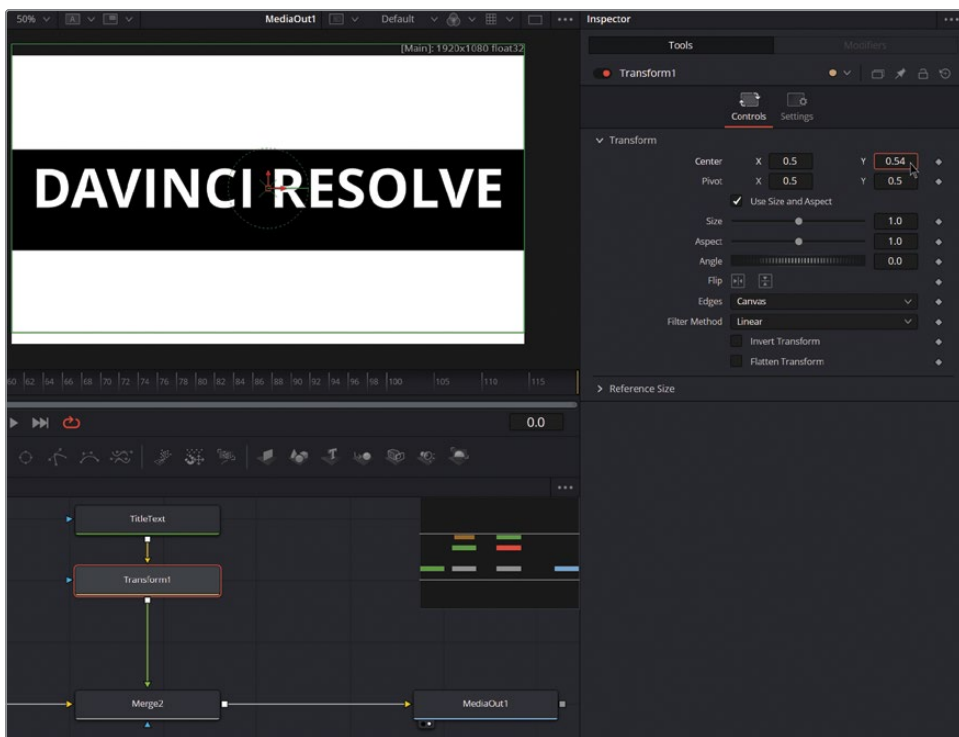 50% A MediaOut1 Default
[Main]: 1920x1080 float32
DAVINCI RESOLVE
60 62 64 66 68 70 72 74 76 78 80 82 84 86 88 90 92 94 96 98 100 105 110 115
0.0
TitleText
Transform1
Merge2 MediaOut1
Inspector
Tools Modifiers
Transform1
Controls Settings
Transform
Center X 0.5 Y 0.54
Pivot X 0.5 Y 0.5
Use Size and Aspect
Size 1.0
Aspect 1.0
Angle 0.0
Flip
Edges Canvas
Filter Method Linear
Invert Transform
Flatten Transform
Reference Size